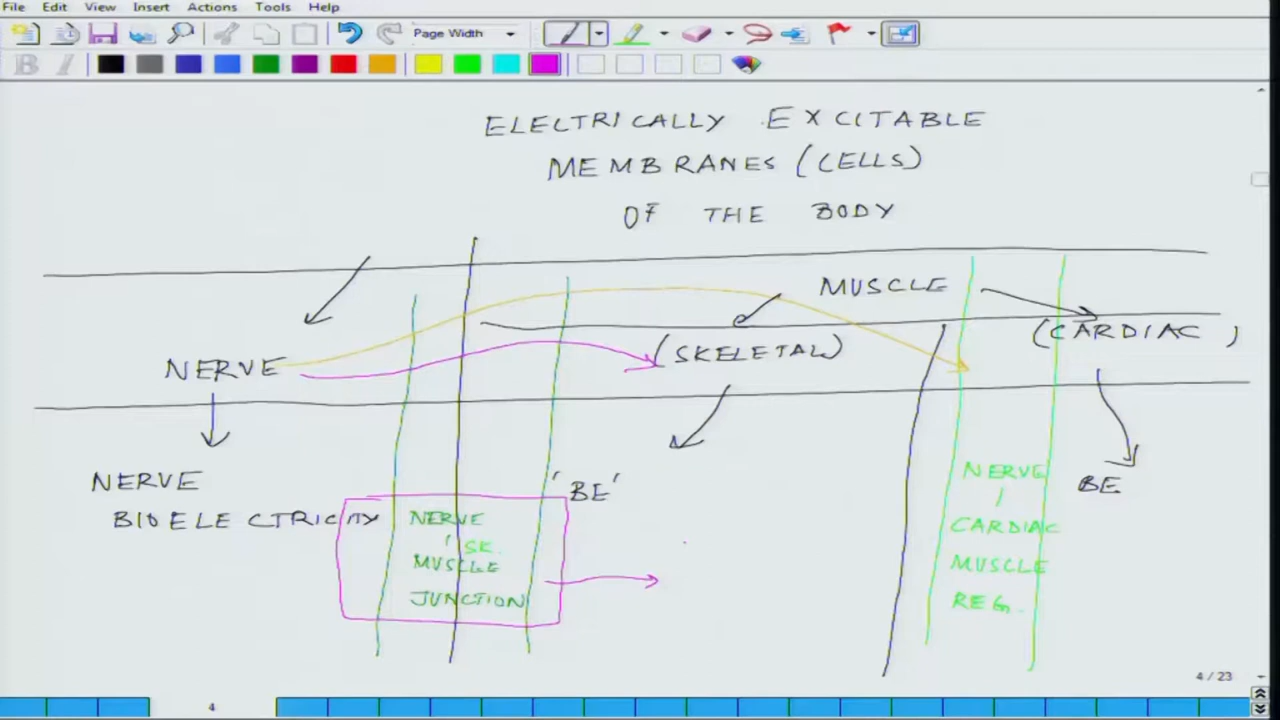 File Edit View Insert Actions Tools Help
Page Width
B I
ELECTRICALLY EXCITABLE
MEMBRANES (CELLS)
OF THE BODY
MUSCLE
NERVE
(SKELETAL)
(CARDIAC)
NERVE
BIOELECTRICITY
'BE'
NERVE
/ SK.
MUSCLE
JUNCTION
NERVE
/
CARDIAC
MUSCLE
REG.
BE
4 / 23
4